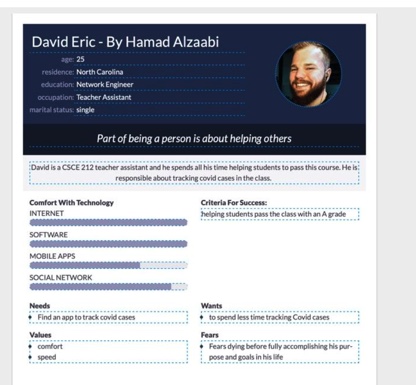 David Eric - By Hamad Alzaabi
age: 25
residence: North Carolina
education: Network Engineer
occupation: Teacher Assistant
marital status: single
Part of being a person is about helping others
David is a CSCE 212 teacher assistant and he spends all his time helping students to pass this course. He is
responsible about tracking covid cases in the class.
Comfort With Technology
INTERNET
SOFTWARE
MOBILE APPS
SOCIAL NETWORK
Criteria For Success:
helping students pass the class with an A grade
Needs
Find an app to track covid cases
Wants
to spend less time tracking Covid cases
Values
comfort
speed
Fears
Fears dying before fully accomplishing his pur-
pose and goals in his life